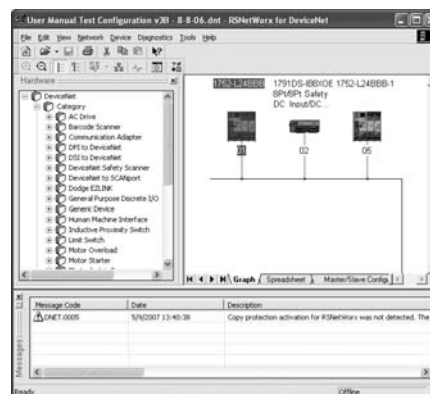 User Manual Test Configuration v3B - 8-8-06.dnt - RSNetWorx for DeviceNet
File Edit View Network Device Diagnostics Tools Help
Hardware
DeviceNet
Category
AC Drive
Barcode Scanner
Communication Adapter
DPI to DeviceNet
DSI to DeviceNet
DeviceNet Safety Scanner
DeviceNet to SCANport
Dodge EZLINK
General Purpose Discrete I/O
Generic Device
Human Machine Interface
Inductive Proximity Switch
Limit Switch
Motor Overload
Motor Starter
1752-L24BBB
1791DS-IB8XOE
8Pt/8Pt Safety
DC Input/DC...
1752-L24BBB-1
01
02
05
Graph Spreadsheet Master/Slave Config.
Messages
Message Code Date Description
DNET:0005 5/9/2007 13:40:38 Copy protection activation for RSNetWorx was not detected. The
Ready
Offline